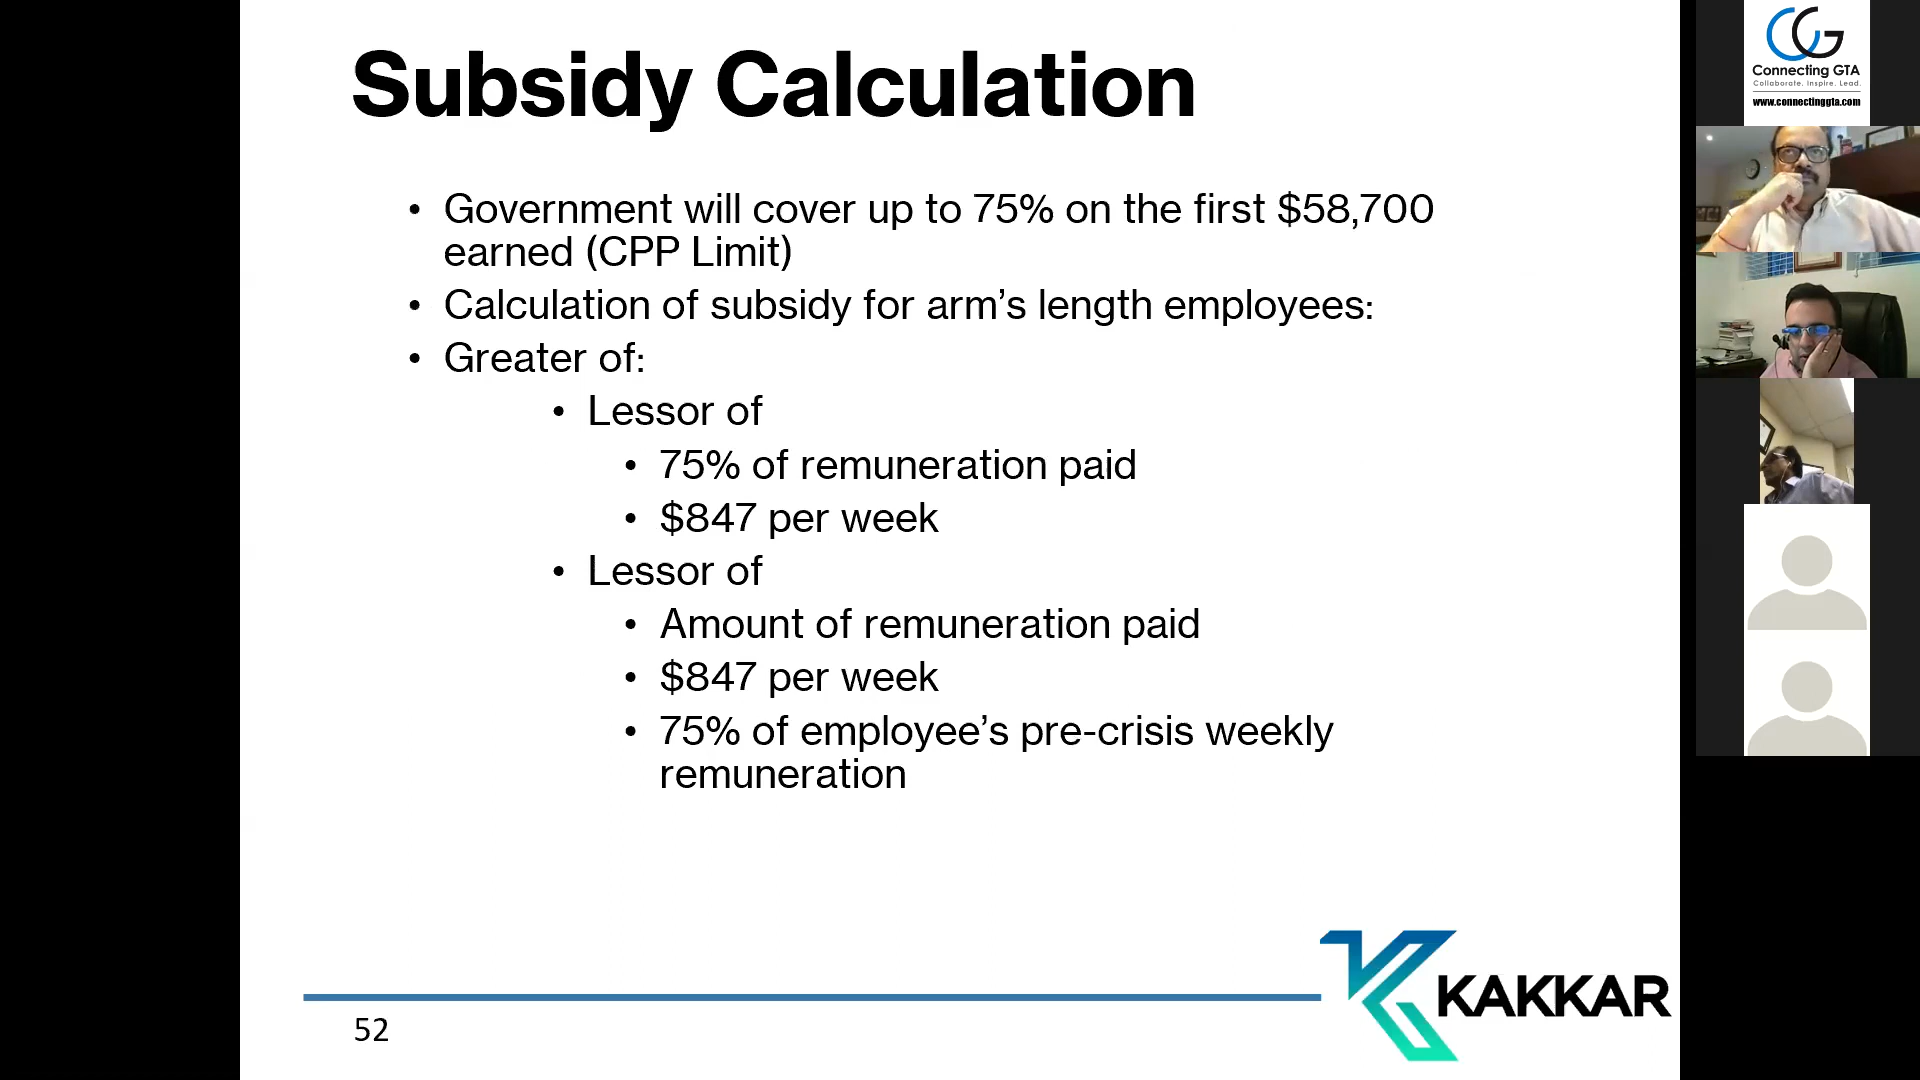 Subsidy Calculation
• Government will cover up to 75% on the first $58,700
earned (CPP Limit)
• Calculation of subsidy for arm’s length employees:
• Greater of:
• Lessor of
• 75% of remuneration paid
• $847 per week
• Lessor of
• Amount of remuneration paid
• $847 per week
• 75% of employee’s pre-crisis weekly
remuneration
52
KAKKAR
CG
Connecting GTA
Collaborate. Inspire. Lead.
www.connectinggta.com